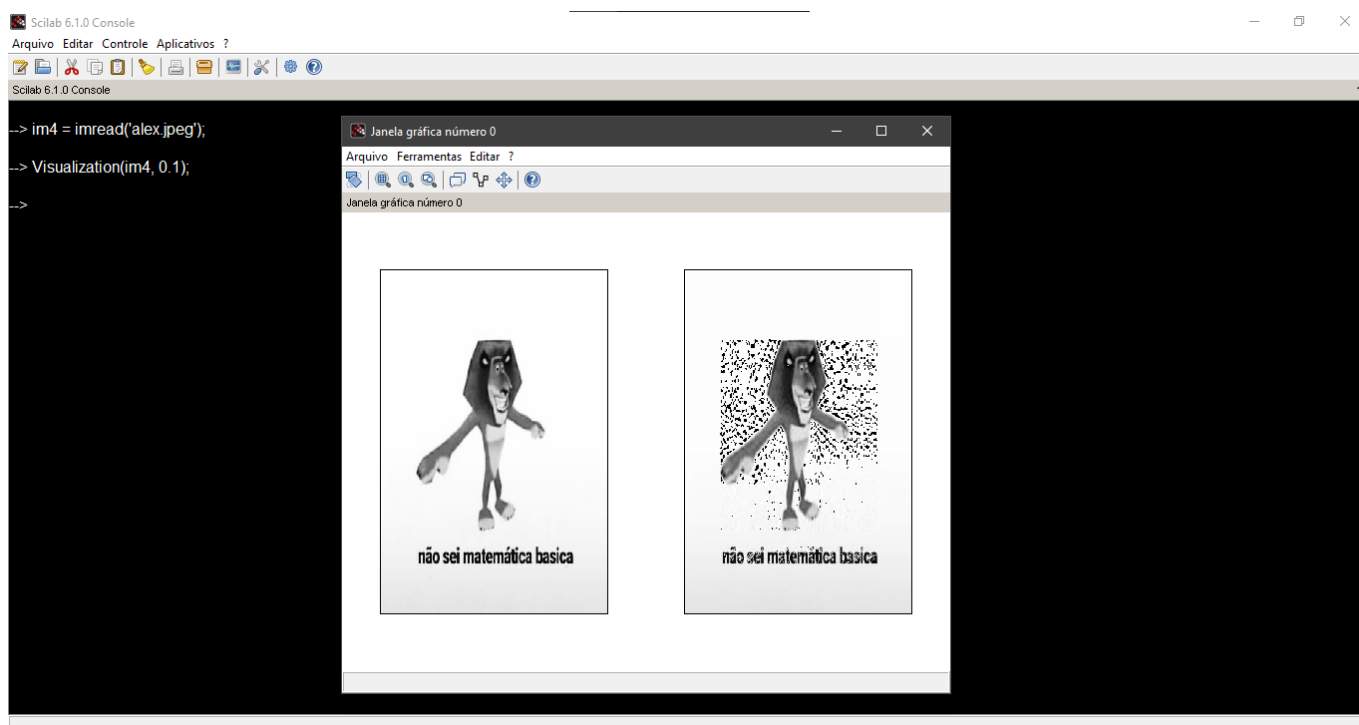 Scilab 6.1.0 Console
Arquivo Editar Controle Aplicativos ?
Scilab 6.1.0 Console
--> im4 = imread('alex.jpeg');
--> Visualization(im4, 0.1);
-->
Janela gráfica número 0
Arquivo Ferramentas Editar ?
Janela gráfica número 0
não sei matemática basica
não sei matemática basica